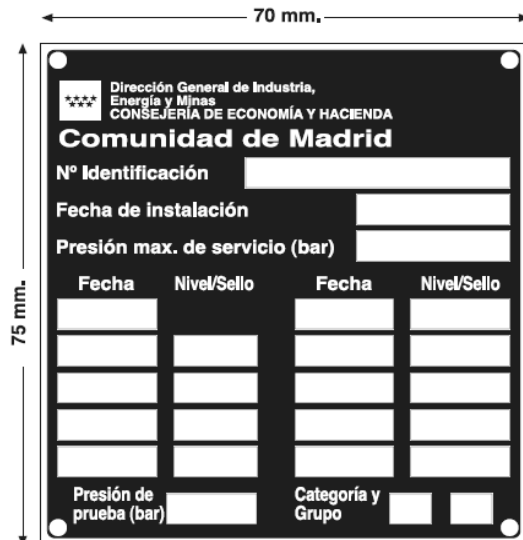 70 mm.
75 mm.
Dirección General de Industria,
Energía y Minas
CONSEJERÍA DE ECONOMÍA Y HACIENDA
Comunidad de Madrid
Nº Identificación
Fecha de instalación
Presión max. de servicio (bar)
Fecha Nivel/Sello Fecha Nivel/Sello
Presión de
prueba (bar)
Categoría y
Grupo